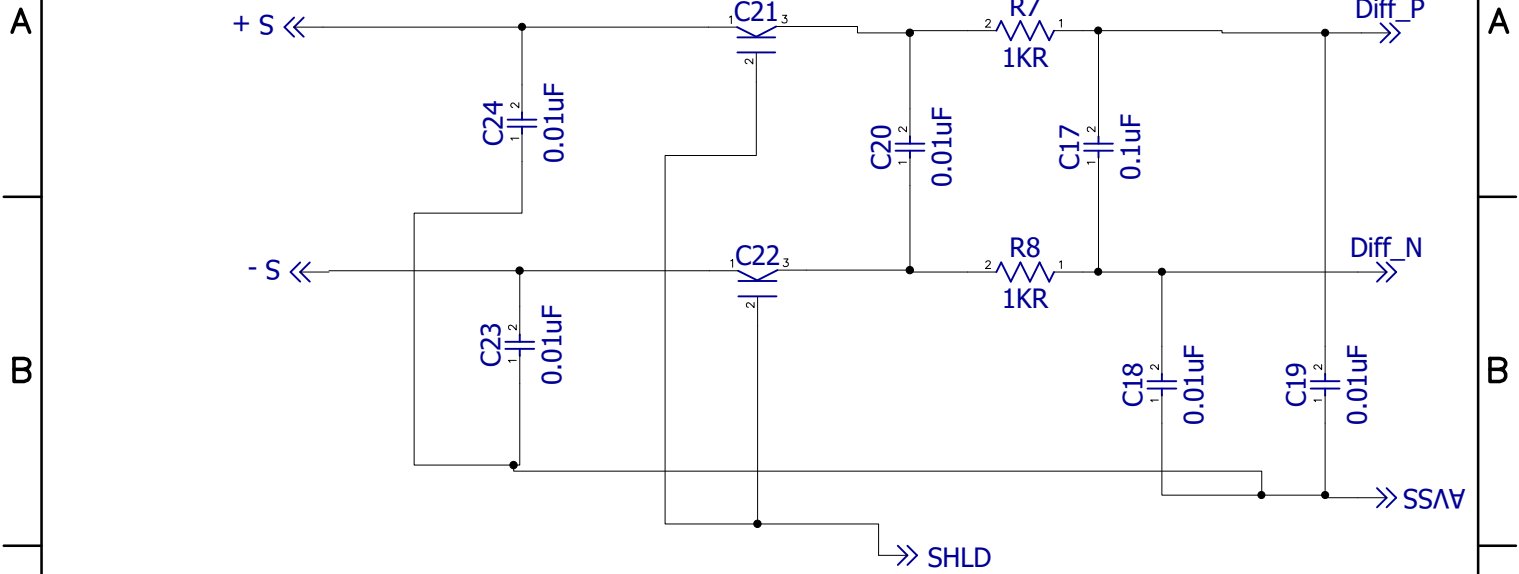 A
+ S
C21
1
3
2
R7
2
1
1KR
Diff_P
A
C24
2
1
0.01uF
C20
2
1
0.01uF
C17
2
1
0.1uF
- S
C22
1
3
2
R8
2
1
1KR
Diff_N
B
C23
2
1
0.01uF
C18
2
1
0.01uF
C19
2
1
0.01uF
B
AVSS
SHLD